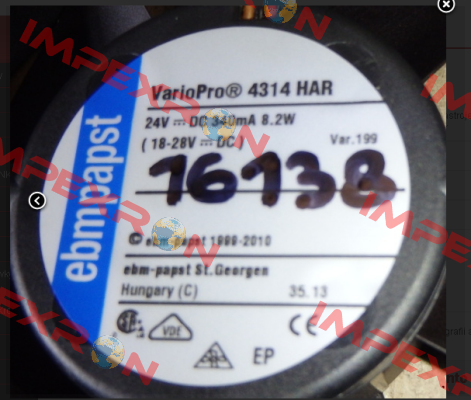 VarioPro® 4314 HAR
24V ⎓ DC 340mA 8.2W
(18-28V ⎓ DC)
Var.199
16138
ebmpapst
© ebm-papst 1999-2010
ebm-papst St.Georgen
Hungary (C)
35.13
VDE
CE
EP
IMPEXRON
IMPEXRON
IMPEXRON
IMPEXRON
IMPEXRON